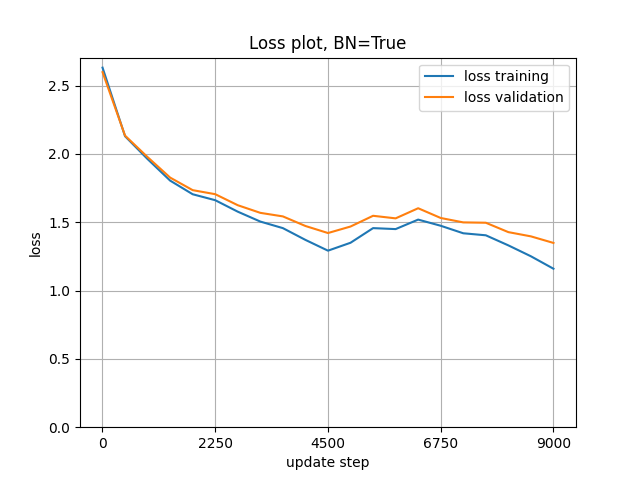 Loss plot, BN=True
loss training
loss validation
2.5
2.0
1.5
1.0
0.5
0.0
loss
0 2250 4500 6750 9000
update step